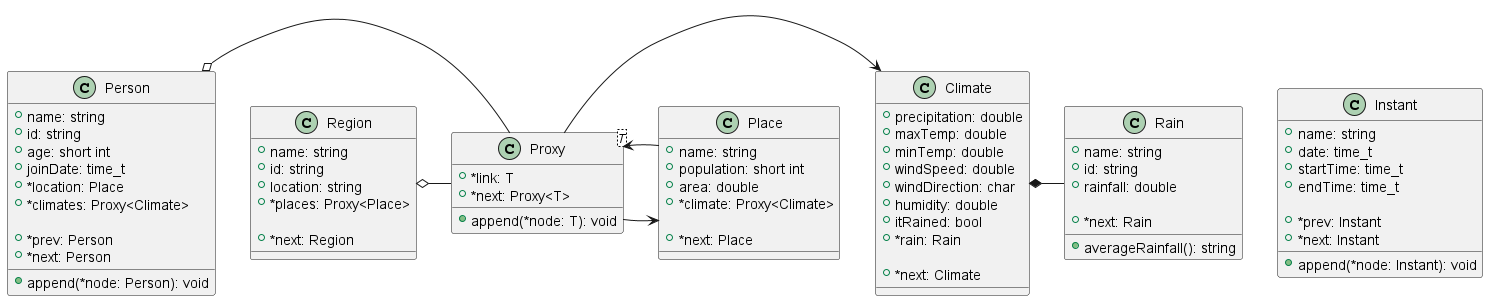 C Person
name: string
id: string
age: short int
joinDate: time_t
*location: Place
*climates: Proxy<Climate>
*prev: Person
*next: Person
append(*node: Person): void
C Region
name: string
id: string
location: string
*places: Proxy<Place>
*next: Region
C Proxy
T
*link: T
*next: Proxy<T>
append(*node: T): void
C Place
name: string
population: short int
area: double
*climate: Proxy<Climate>
*next: Place
C Climate
precipitation: double
maxTemp: double
minTemp: double
windSpeed: double
windDirection: char
humidity: double
itRained: bool
*rain: Rain
*next: Climate
C Rain
name: string
id: string
rainfall: double
*next: Rain
averageRainfall(): string
C Instant
name: string
date: time_t
startTime: time_t
endTime: time_t
*prev: Instant
*next: Instant
append(*node: Instant): void